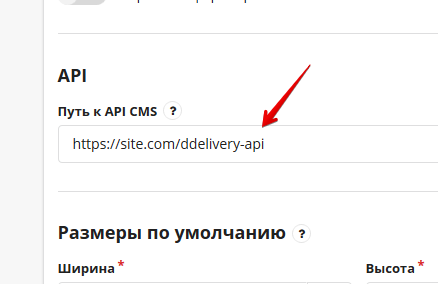 API
Путь к API CMS ?
https://site.com/ddelivery-api
Размеры по умолчанию ?
Ширина *
Высота *